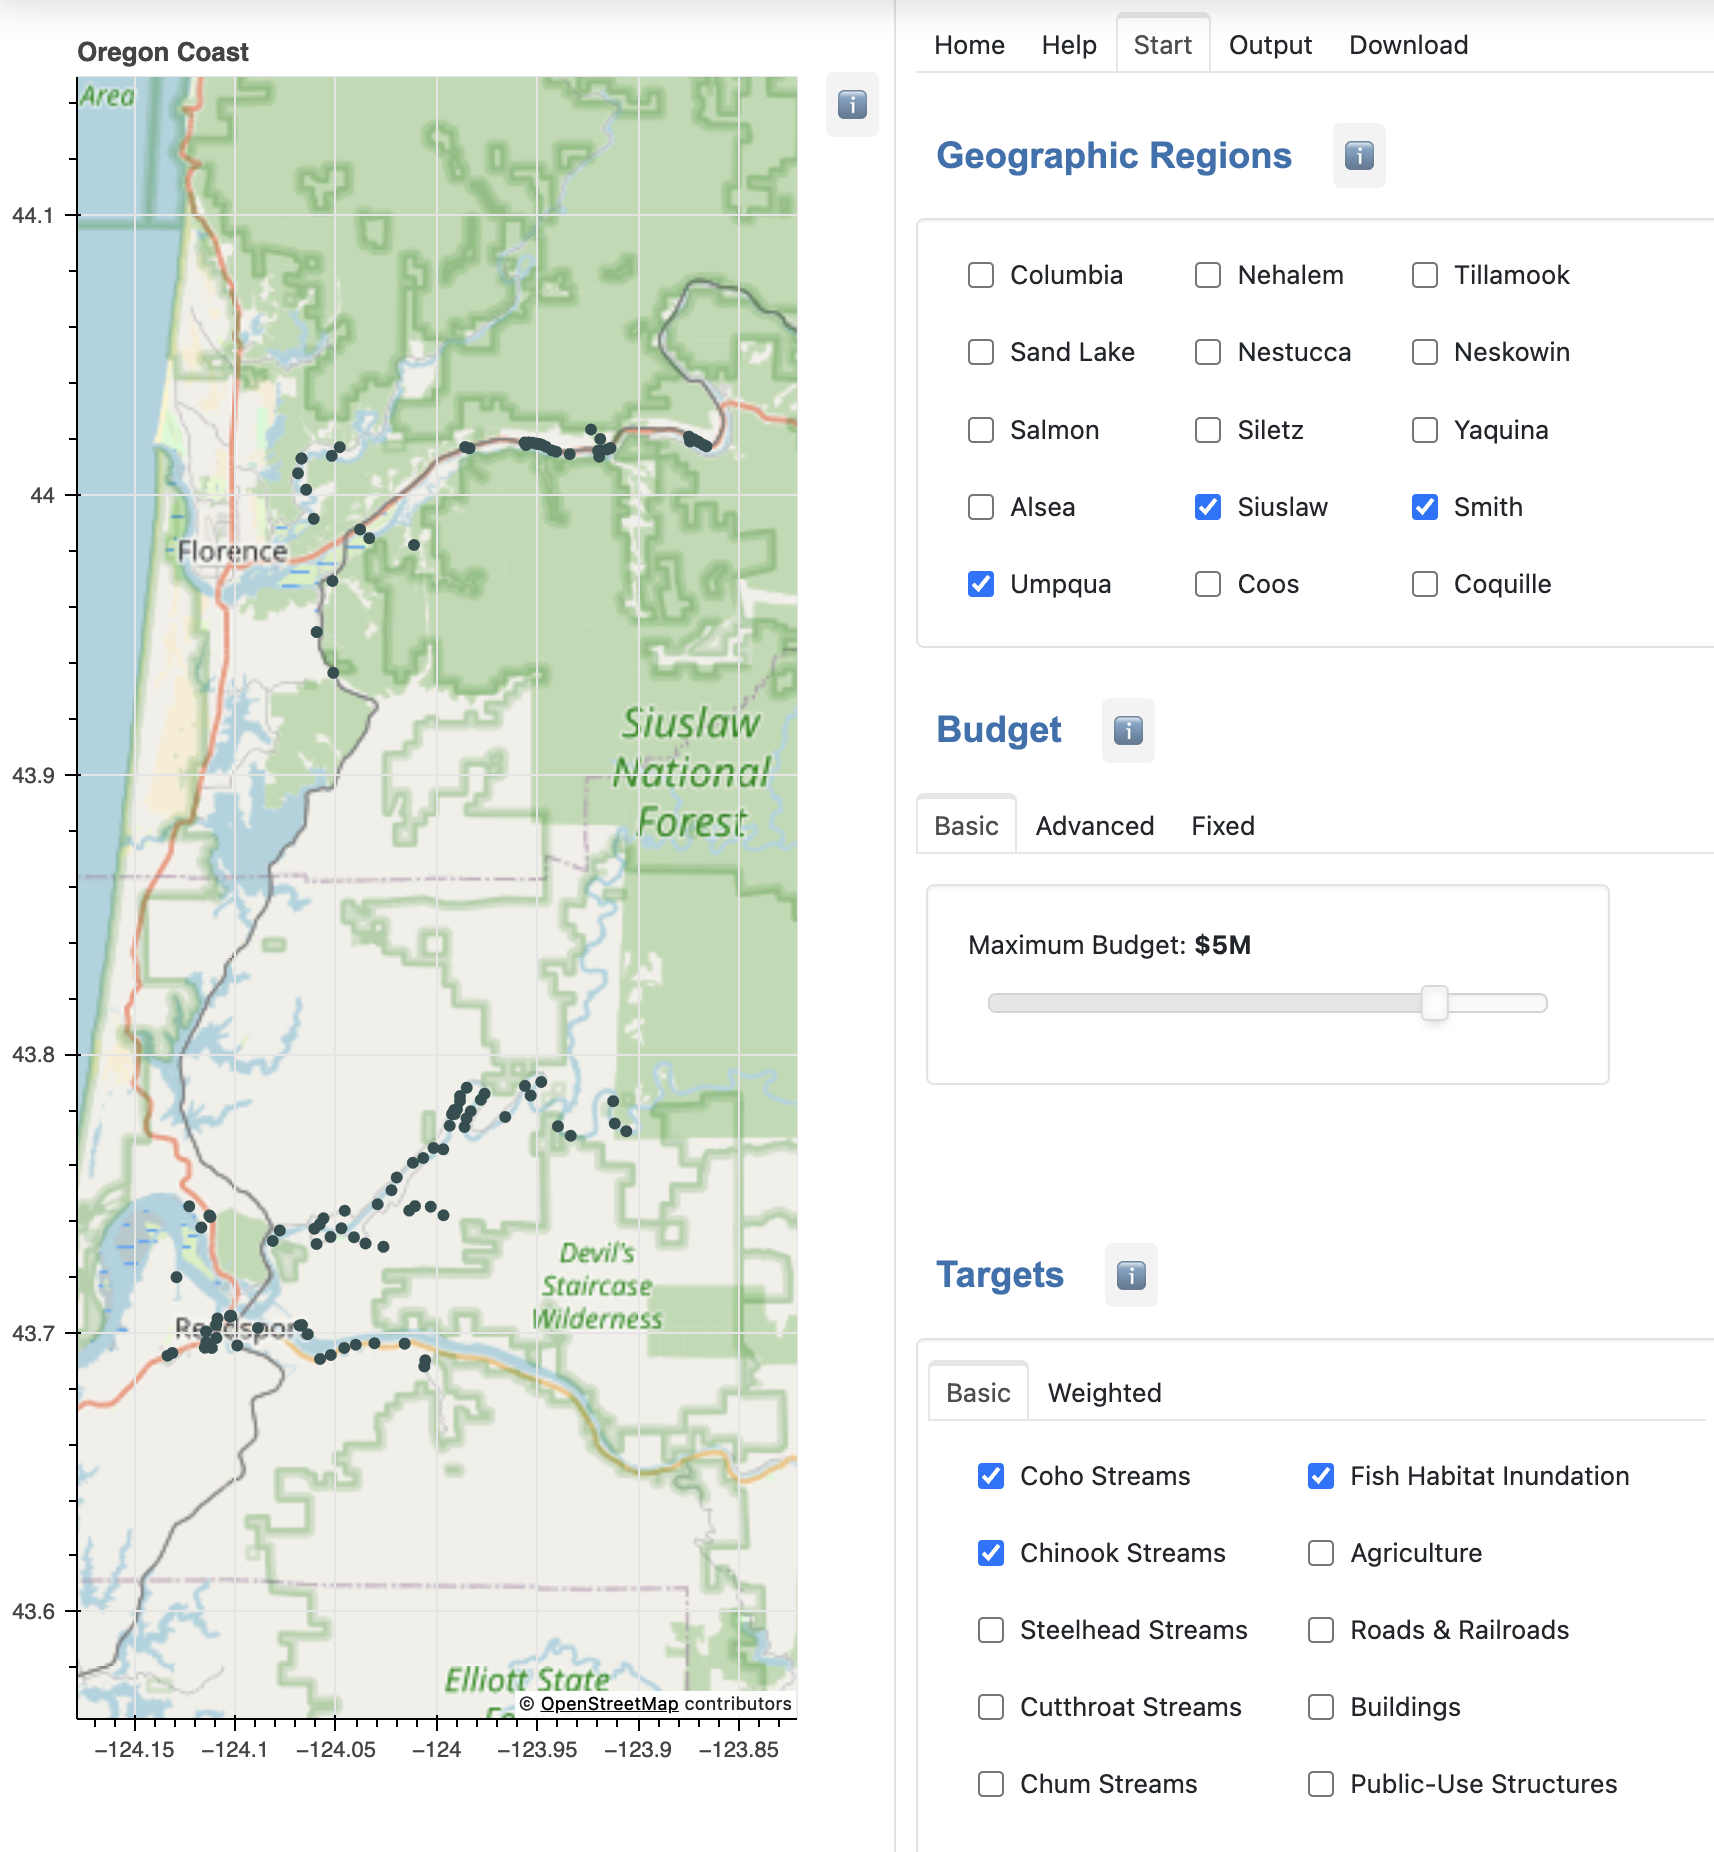 Oregon Coast
Area
Florence
Siuslaw
National
Forest
Devil's
Staircase
Wilderness
Elliott State
© OpenStreetMap contributors
44.1
44
43.9
43.8
43.7
43.6
−124.15 −124.1 −124.05 −124 −123.95 −123.9 −123.85
Home Help Start Output Download
Geographic Regions
Columbia Nehalem Tillamook
Sand Lake Nestucca Neskowin
Salmon Siletz Yaquina
Alsea Siuslaw Smith
Umpqua Coos Coquille
Budget
Basic Advanced Fixed
Maximum Budget: $5M
Targets
Basic Weighted
Coho Streams Fish Habitat Inundation
Chinook Streams Agriculture
Steelhead Streams Roads & Railroads
Cutthroat Streams Buildings
Chum Streams Public-Use Structures